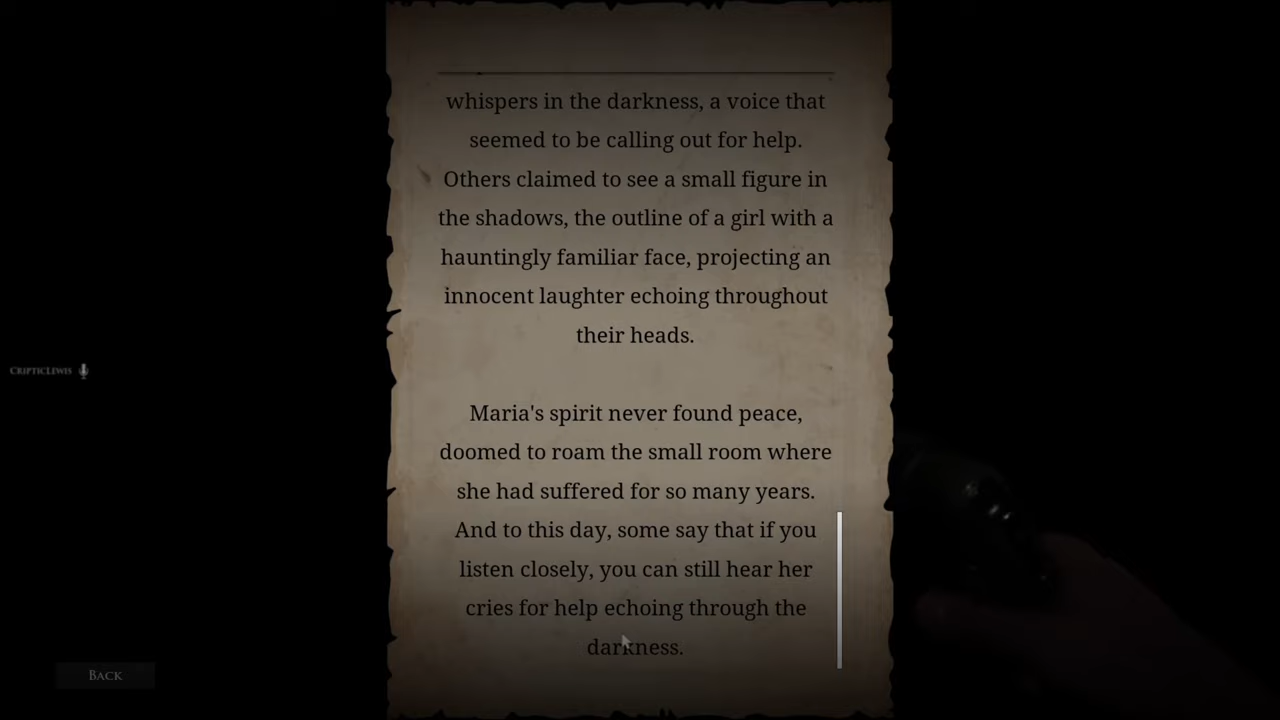 whispers in the darkness, a voice that
seemed to be calling out for help.
Others claimed to see a small figure in
the shadows, the outline of a girl with a
hauntingly familiar face, projecting an
innocent laughter echoing throughout
their heads.
Maria's spirit never found peace,
doomed to roam the small room where
she had suffered for so many years.
And to this day, some say that if you
listen closely, you can still hear her
cries for help echoing through the
darkness.
CripticLewis
Back